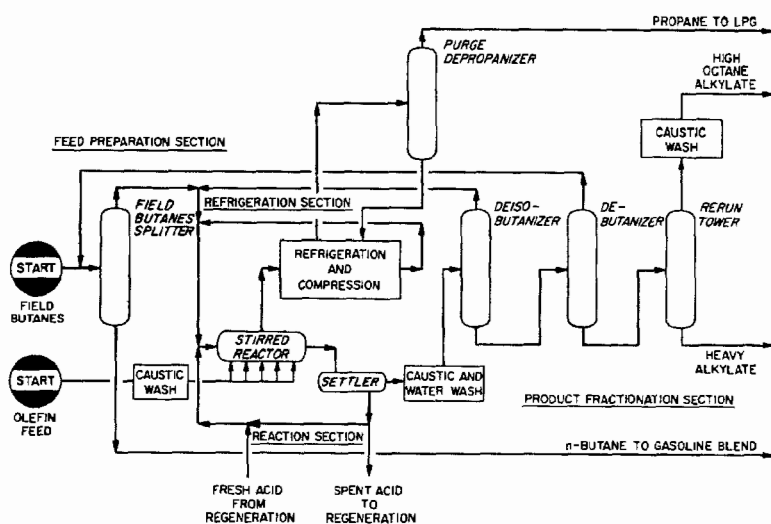 PROPANE TO LPG
PURGE
DEPROPANIZER
HIGH
OCTANE
ALKYLATE
CAUSTIC
WASH
FEED PREPARATION SECTION
FIELD
BUTANES
SPLITTER
REFRIGERATION SECTION
DEISO-
BUTANIZER
DE-
BUTANIZER
RERUN
TOWER
REFRIGERATION
AND
COMPRESSION
START
FIELD
BUTANES
STIRRED
REACTOR
START
OLEFIN
FEED
CAUSTIC
WASH
SETTLER
CAUSTIC AND
WATER WASH
HEAVY
ALKYLATE
PRODUCT FRACTIONATION SECTION
REACTION SECTION
n-BUTANE TO GASOLINE BLEND
FRESH ACID
FROM
REGENERATION
SPENT ACID
TO
REGENERATION